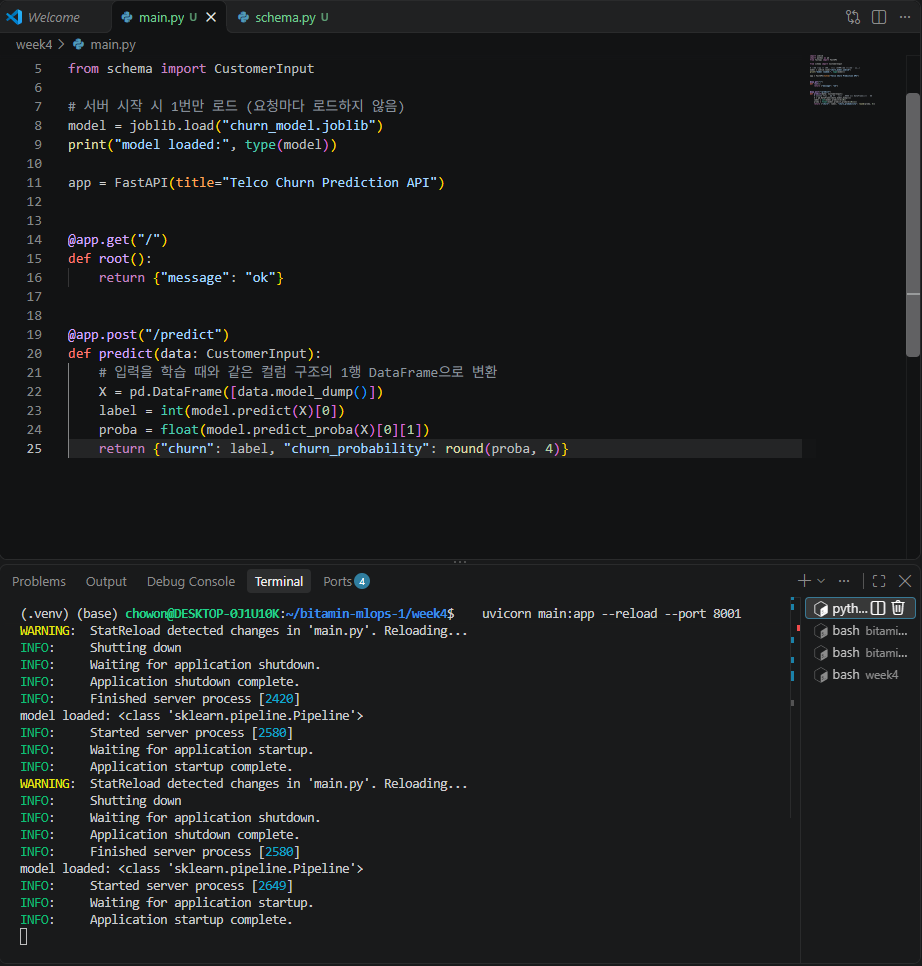 Welcome
main.py U
schema.py U
week4 > main.py
5 from schema import CustomerInput
6
7 # 서버 시작 시 1번만 로드 (요청마다 로드하지 않음)
8 model = joblib.load("churn_model.joblib")
9 print("model loaded:", type(model))
10
11 app = FastAPI(title="Telco Churn Prediction API")
12
13
14 @app.get("/")
15 def root():
16     return {"message": "ok"}
17
18
19 @app.post("/predict")
20 def predict(data: CustomerInput):
21     # 입력을 학습 때와 같은 컬럼 구조의 1행 DataFrame으로 변환
22     X = pd.DataFrame([data.model_dump()])
23     label = int(model.predict(X)[0])
24     proba = float(model.predict_proba(X)[0][1])
25     return {"churn": label, "churn_probability": round(proba, 4)}
Problems Output Debug Console Terminal Ports 4
(.venv) (base) chowon@DESKTOP-0J1U10K:~/bitamin-mlops-1/week4$    uvicorn main:app --reload --port 8001
WARNING:  StatReload detected changes in 'main.py'. Reloading...
INFO:     Shutting down
INFO:     Waiting for application shutdown.
INFO:     Application shutdown complete.
INFO:     Finished server process [2420]
model loaded: <class 'sklearn.pipeline.Pipeline'>
INFO:     Started server process [2580]
INFO:     Waiting for application startup.
INFO:     Application startup complete.
WARNING:  StatReload detected changes in 'main.py'. Reloading...
INFO:     Shutting down
INFO:     Waiting for application shutdown.
INFO:     Application shutdown complete.
INFO:     Finished server process [2580]
model loaded: <class 'sklearn.pipeline.Pipeline'>
INFO:     Started server process [2649]
INFO:     Waiting for application startup.
INFO:     Application startup complete.
pyth...
bash bitami...
bash bitami...
bash week4